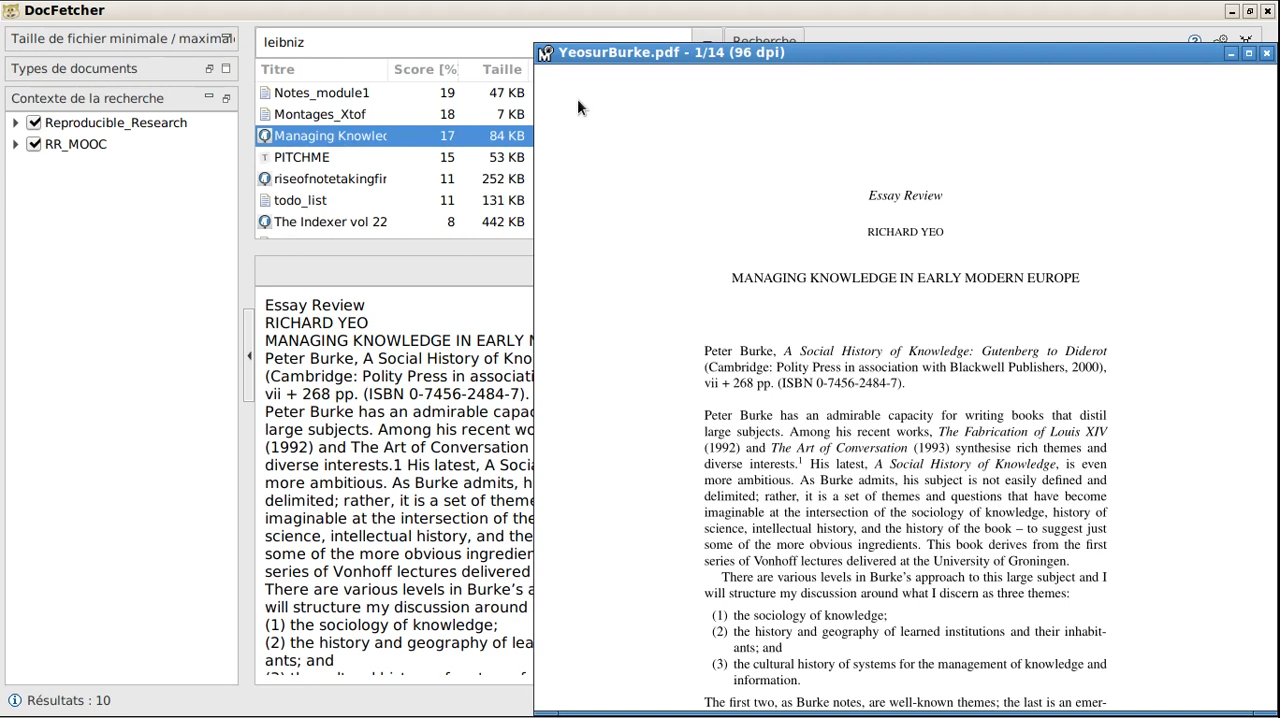 DocFetcher
Taille de fichier minimale /
Types de documents
Contexte de la recherche
Reproducible_Research
RR_MOOC
Résultats : 10
leibniz
Recherche
Titre Score [% Taille
Notes_module1 19 47 KB
Montages_Xtof 18 7 KB
Managing 17 84 KB
PITCHME 15 53 KB
riseofnotetakingfir 11 252 KB
todo_list 11 131 KB
The Indexer vol 22 8 442 KB
Essay Review
RICHARD YEO
MANAGING KNOWLEDGE IN EARLY
Peter Burke, A Social History of
(Cambridge: Polity Press in
vii + 268 pp. (ISBN 0-7456-2484-7).
Peter Burke has an admirable
large subjects. Among his recent
(1992) and The Art of Conversation
diverse interests.1 His latest, A
more ambitious. As Burke admits,
delimited; rather, it is a set of
imaginable at the intersection of the
science, intellectual history, and the
some of the more obvious
series of Vonhoff lectures delivered
There are various levels in Burke's
will structure my discussion around
(1) the sociology of knowledge;
(2) the history and geography of
ants; and
YeosurBurke.pdf - 1/14 (96 dpi)
Essay Review
RICHARD YEO
MANAGING KNOWLEDGE IN EARLY MODERN EUROPE
Peter Burke, A Social History of Knowledge: Gutenberg to Diderot
(Cambridge: Polity Press in association with Blackwell Publishers, 2000),
vii + 268 pp. (ISBN 0-7456-2484-7).
Peter Burke has an admirable capacity for writing books that distil
large subjects. Among his recent works, The Fabrication of Louis XIV
(1992) and The Art of Conversation (1993) synthesise rich themes and
diverse interests.1 His latest, A Social History of Knowledge, is even
more ambitious. As Burke admits, his subject is not easily defined and
delimited; rather, it is a set of themes and questions that have become
imaginable at the intersection of the sociology of knowledge, history of
science, intellectual history, and the history of the book – to suggest just
some of the more obvious ingredients. This book derives from the first
series of Vonhoff lectures delivered at the University of Groningen.
There are various levels in Burke's approach to this large subject and I
will structure my discussion around what I discern as three themes:
(1) the sociology of knowledge;
(2) the history and geography of learned institutions and their inhabit-
ants; and
(3) the cultural history of systems for the management of knowledge and
information.
The first two, as Burke notes, are well-known themes; the last is an emer-